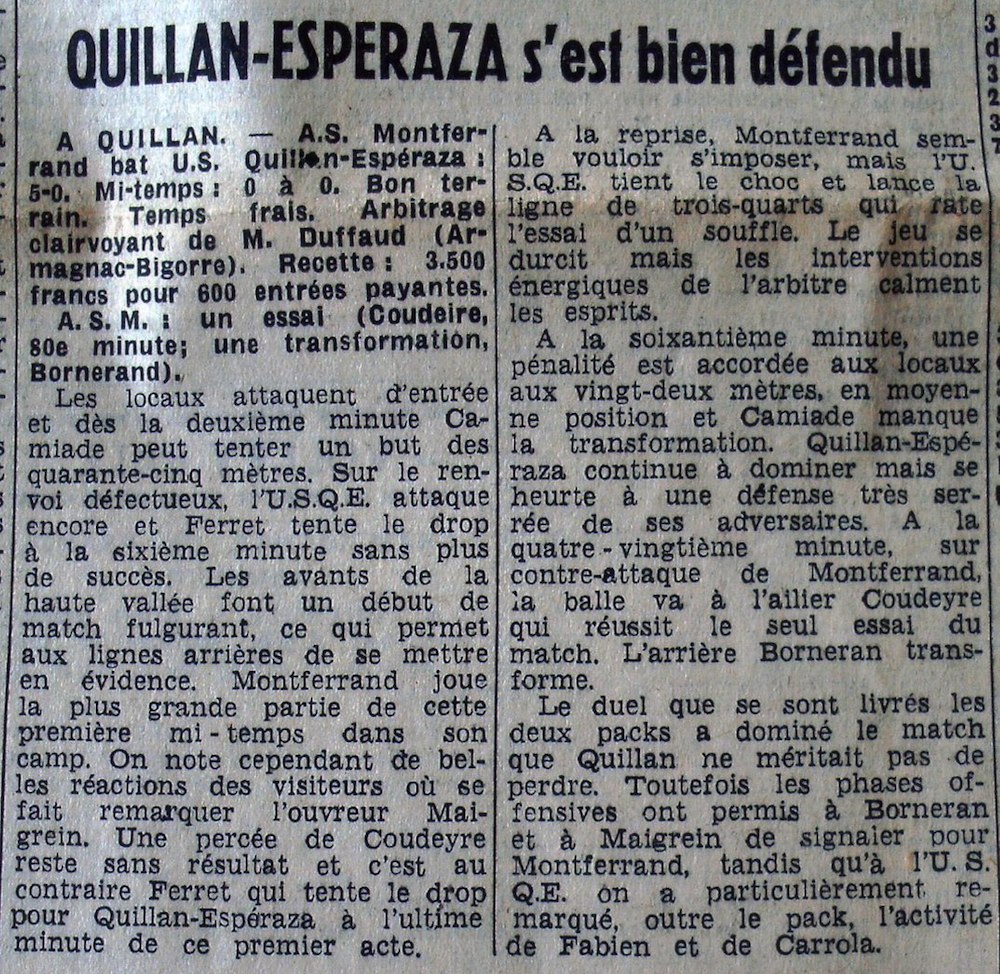 QUILLAN-ESPERAZA s'est bien défendu
A QUILLAN. — A.S. Montfer-
rand bat U.S. Quillan-Espéraza :
5-0. Mi-temps : 0 à 0. Bon ter-
rain. Temps frais. Arbitrage
clairvoyant de M. Duffaud (Ar-
magnac-Bigorre). Recette : 3.500
francs pour 600 entrées payantes.
A.S.M. : un essai (Coudeire,
80e minute; une transformation,
Bornerand).
Les locaux attaquent d'entrée
et dès la deuxième minute Ca-
miade peut tenter un but des
quarante-cinq mètres. Sur le ren-
voi défectueux, l'U.S.Q.E. attaque
encore et Ferret tente le drop
à la sixième minute sans plus
de succès. Les avants de la
haute vallée font un début de
match fulgurant, ce qui permet
aux lignes arrières de se mettre
en évidence. Montferrand joue
la plus grande partie de cette
première mi-temps dans son
camp. On note cependant de bel-
les réactions des visiteurs où se
fait remarquer l'ouvreur Mai-
grein. Une percée de Coudeyre
reste sans résultat et c'est au
contraire Ferret qui tente le drop
pour Quillan-Espéraza à l'ultime
minute de ce premier acte.
A la reprise, Montferrand sem-
ble vouloir s'imposer, mais l'U.
S.Q.E. tient le choc et lance la
ligne de trois-quarts qui rate
l'essai d'un souffle. Le jeu se
durcit mais les interventions
énergiques de l'arbitre calment
les esprits.
A la soixantième minute, une
pénalité est accordée aux locaux
aux vingt-deux mètres, en moyen-
ne position et Camiade manque
la transformation. Quillan-Espé-
raza continue à dominer mais se
heurte à une défense très ser-
rée de ses adversaires. A la
quatre-vingtième minute, sur
contre-attaque de Montferrand,
la balle va à l'ailier Coudeyre
qui réussit le seul essai du
match. L'arrière Borneran trans-
forme.
Le duel que se sont livrés les
deux packs a dominé le match
que Quillan ne méritait pas de
perdre. Toutefois les phases of-
fensives ont permis à Borneran
et à Maigrein de signaler pour
Montferrand, tandis qu'à l'U.S.
Q.E. on a particulièrement re-
marqué, outre le pack, l'activité
de Fabien et de Carrola.